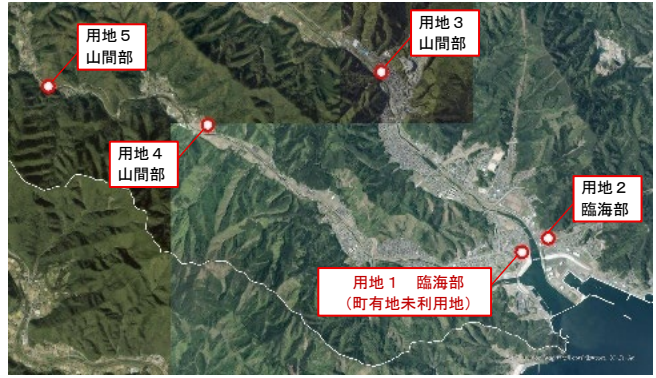 用地５
山間部
用地３
山間部
用地４
山間部
用地２
臨海部
用地１　臨海部
（町有地未利用地）